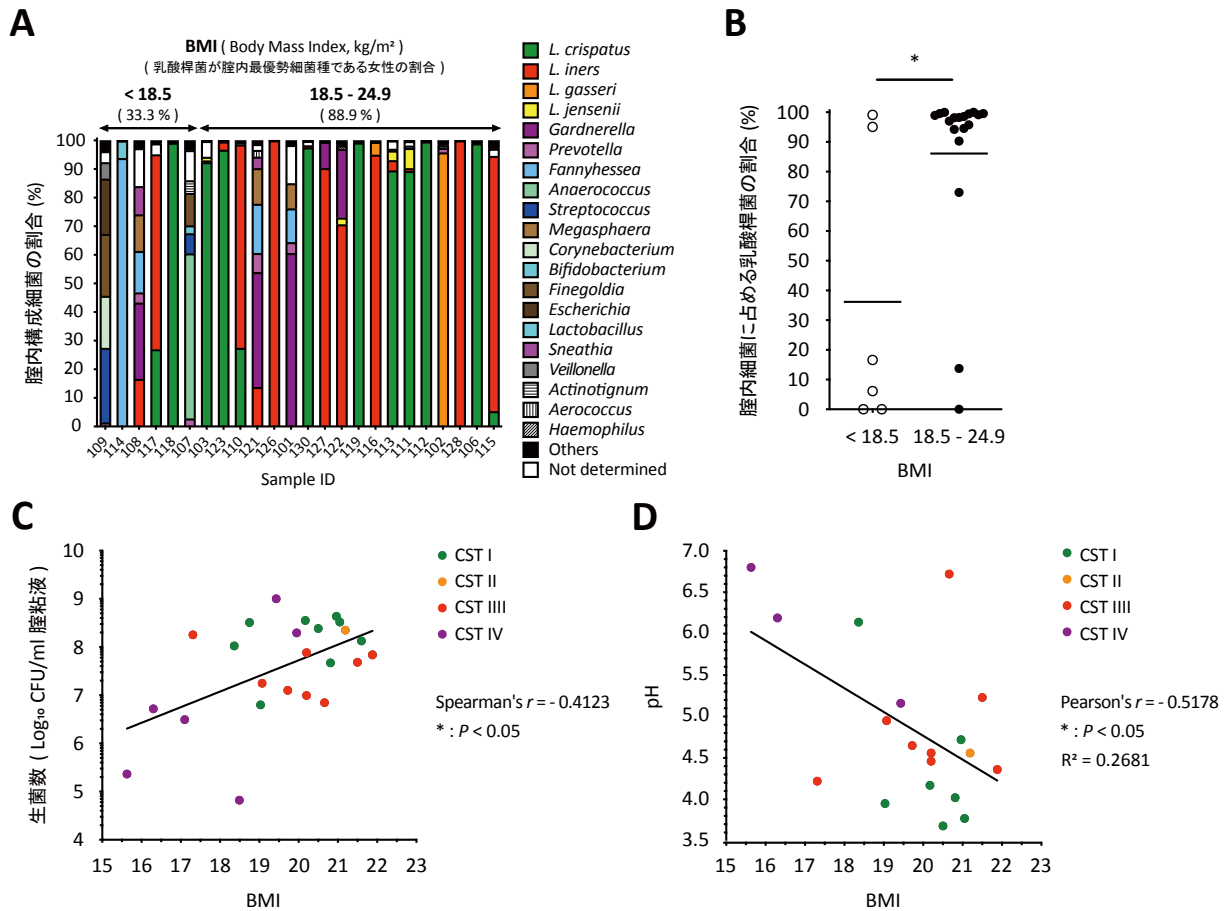 A
BMI ( Body Mass Index, kg/m² )
( 乳酸桿菌が腟内最優勢細菌種である女性の割合 )
< 18.5
18.5 - 24.9
( 33.3 % )
( 88.9 % )
腟内構成細菌の割合 (%)
100
90
80
70
60
50
40
30
20
10
0
109
114
108
117
118
107
103
123
110
121
126
101
130
127
122
119
116
113
111
112
102
128
106
115
Sample ID
L. crispatus
L. iners
L. gasseri
L. jensenii
Gardnerella
Prevotella
Fannyhessea
Anaerococcus
Streptococcus
Megasphaera
Corynebacterium
Bifidobacterium
Finegoldia
Escherichia
Lactobacillus
Sneathia
Veillonella
Actinotignum
Aerococcus
Haemophilus
Others
Not determined
B
*
腟内細菌に占める乳酸桿菌の割合 (%)
100
90
80
70
60
50
40
30
20
10
0
< 18.5
18.5 - 24.9
BMI
C
生菌数 ( Log₁₀ CFU/ml 腟粘液 )
10
9
8
7
6
5
4
15 16 17 18 19 20 21 22 23
BMI
CST I
CST II
CST IIII
CST IV
Spearman's r = - 0.4123
* : P < 0.05
D
pH
7.0
6.5
6.0
5.5
5.0
4.5
4.0
3.5
15 16 17 18 19 20 21 22 23
BMI
CST I
CST II
CST IIII
CST IV
Pearson's r = - 0.5178
* : P < 0.05
R² = 0.2681